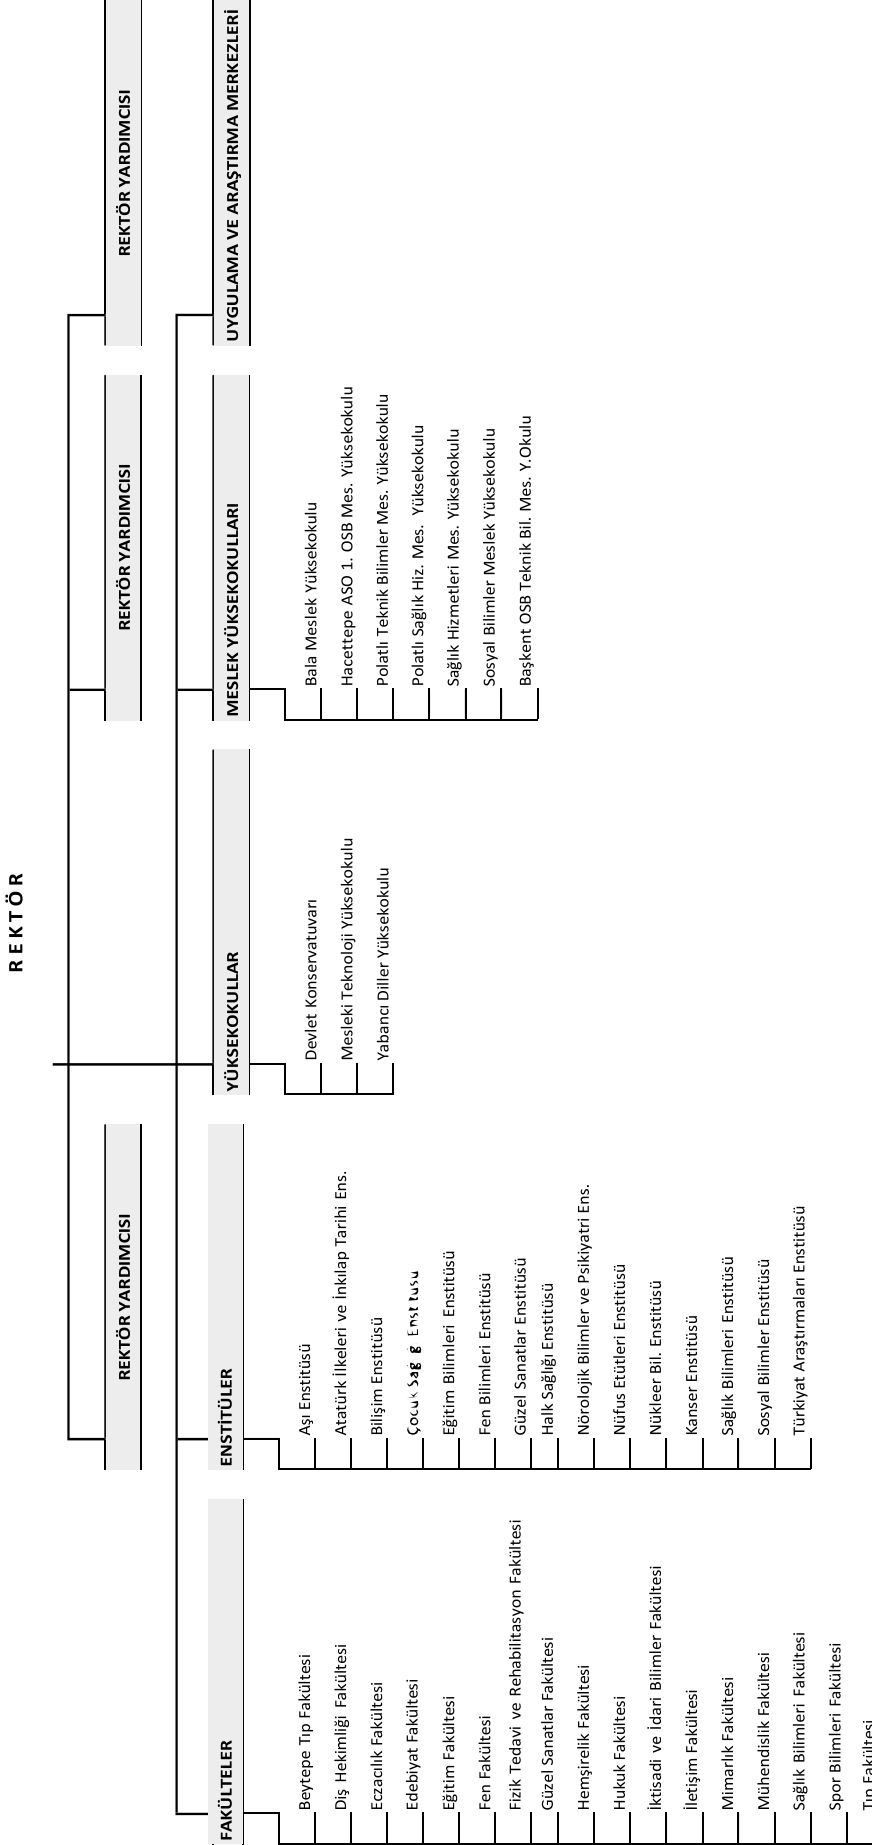 REKTÖR
REKTÖR YARDIMCISI
REKTÖR YARDIMCISI
REKTÖR YARDIMCISI
FAKÜLTELER
Beytepe Tıp Fakültesi
Diş Hekimliği Fakültesi
Eczacılık Fakültesi
Edebiyat Fakültesi
Eğitim Fakültesi
Fen Fakültesi
Fizik Tedavi ve Rehabilitasyon Fakültesi
Güzel Sanatlar Fakültesi
Hemşirelik Fakültesi
Hukuk Fakültesi
İktisadi ve İdari Bilimler Fakültesi
İletişim Fakültesi
Mimarlık Fakültesi
Mühendislik Fakültesi
Sağlık Bilimleri Fakültesi
Spor Bilimleri Fakültesi
Tıp Fakültesi
ENSTİTÜLER
Aşı Enstitüsü
Atatürk İlkeleri ve İnkılap Tarihi Ens.
Bilişim Enstitüsü
Çocuk Sağlığı Enstitüsü
Eğitim Bilimleri Enstitüsü
Fen Bilimleri Enstitüsü
Güzel Sanatlar Enstitüsü
Halk Sağlığı Enstitüsü
Nörolojik Bilimler ve Psikiyatri Ens.
Nüfus Etütleri Enstitüsü
Nükleer Bil. Enstitüsü
Kanser Enstitüsü
Sağlık Bilimleri Enstitüsü
Sosyal Bilimler Enstitüsü
Türkiyat Araştırmaları Enstitüsü
YÜKSEKOKULLAR
Devlet Konservatuvarı
Mesleki Teknoloji Yüksekokulu
Yabancı Diller Yüksekokulu
MESLEK YÜKSEKOKULLARI
Bala Meslek Yüksekokulu
Hacettepe ASO 1. OSB Mes. Yüksekokulu
Polatlı Teknik Bilimler Mes. Yüksekokulu
Polatlı Sağlık Hiz. Mes. Yüksekokulu
Sağlık Hizmetleri Mes. Yüksekokulu
Sosyal Bilimler Meslek Yüksekokulu
Başkent OSB Teknik Bil. Mes. Y.Okulu
UYGULAMA VE ARAŞTIRMA MERKEZLERİ